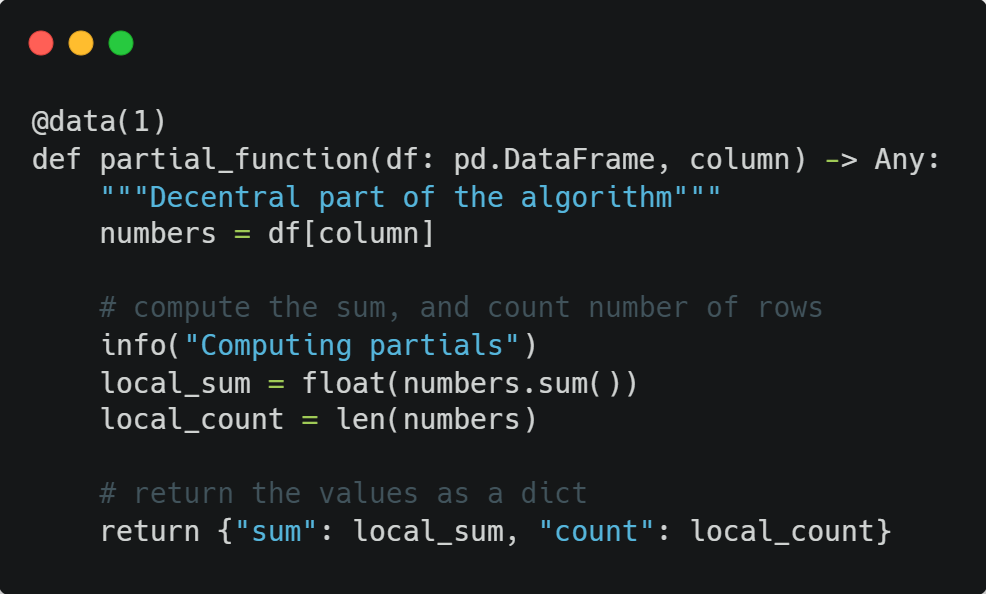 @data(1)
def partial_function(df: pd.DataFrame, column) -> Any:
    """Decentral part of the algorithm"""
    numbers = df[column]

    # compute the sum, and count number of rows
    info("Computing partials")
    local_sum = float(numbers.sum())
    local_count = len(numbers)

    # return the values as a dict
    return {"sum": local_sum, "count": local_count}